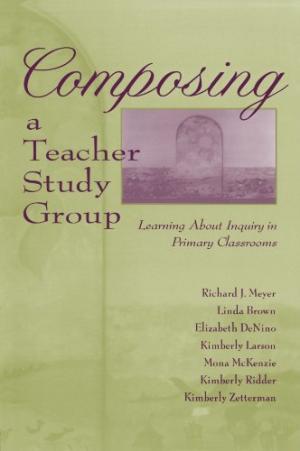 Composing
a
Teacher
Study
Group
Learning About Inquiry in
Primary Classrooms
Richard J. Meyer
Linda Brown
Elizabeth DeNino
Kimberly Larson
Mona McKenzie
Kimberly Ridder
Kimberly Zetterman